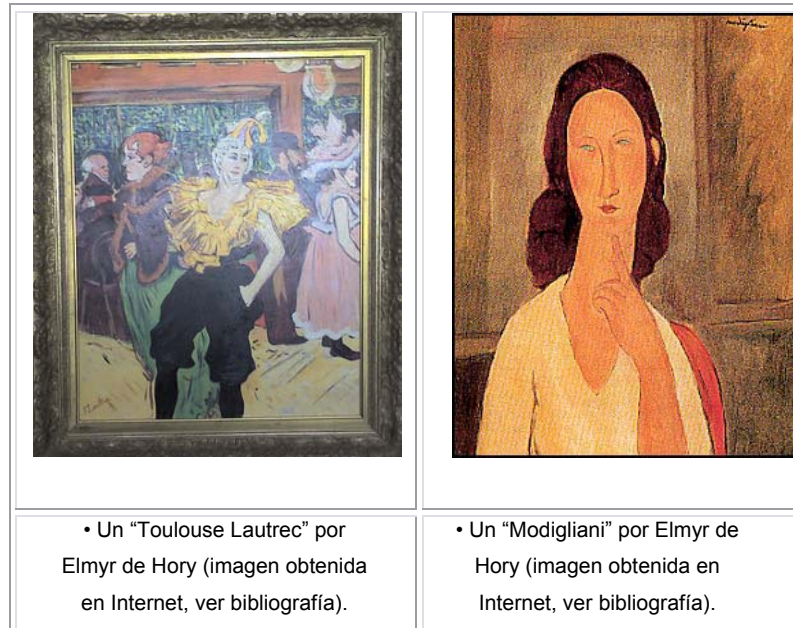 modigliani
• Un “Toulouse Lautrec” por
Elmyr de Hory (imagen obtenida
en Internet, ver bibliografía).
• Un “Modigliani” por Elmyr de
Hory (imagen obtenida en
Internet, ver bibliografía).